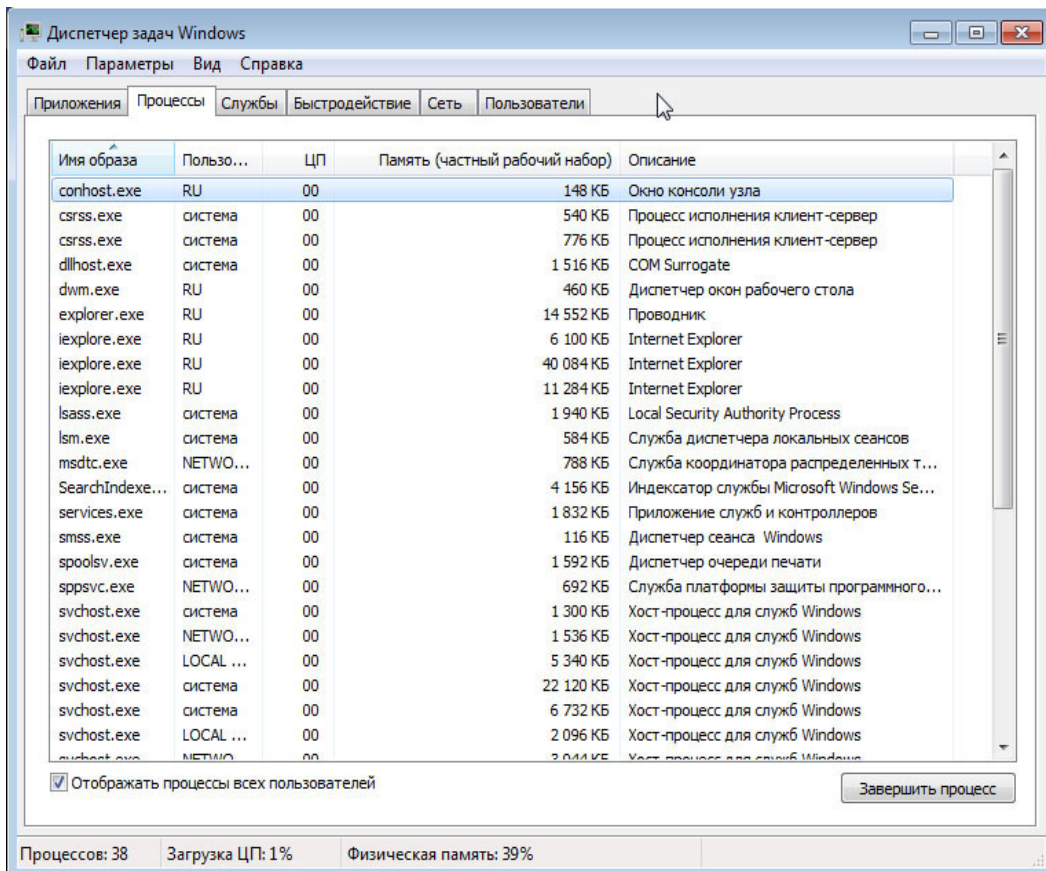 Диспетчер задач Windows
Файл Параметры Вид Справка
Приложения Процессы Службы Быстродействие Сеть Пользователи
Имя образа Пользо... ЦП Память (частный рабочий набор) Описание
conhost.exe RU 00 148 КБ Окно консоли узла
csrss.exe система 00 540 КБ Процесс исполнения клиент-сервер
csrss.exe система 00 776 КБ Процесс исполнения клиент-сервер
dllhost.exe система 00 1 516 КБ COM Surrogate
dwm.exe RU 00 460 КБ Диспетчер окон рабочего стола
explorer.exe RU 00 14 552 КБ Проводник
iexplore.exe RU 00 6 100 КБ Internet Explorer
iexplore.exe RU 00 40 084 КБ Internet Explorer
iexplore.exe RU 00 11 284 КБ Internet Explorer
lsass.exe система 00 1 940 КБ Local Security Authority Process
lsm.exe система 00 584 КБ Служба диспетчера локальных сеансов
msdtc.exe NETWO... 00 788 КБ Служба координатора распределенных т...
SearchIndexe... система 00 4 156 КБ Индексатор службы Microsoft Windows Se...
services.exe система 00 1 832 КБ Приложение служб и контроллеров
smss.exe система 00 116 КБ Диспетчер сеанса  Windows
spoolsv.exe система 00 1 592 КБ Диспетчер очереди печати
sppsvc.exe NETWO... 00 692 КБ Служба платформы защиты программного...
svchost.exe система 00 1 300 КБ Хост-процесс для служб Windows
svchost.exe NETWO... 00 1 536 КБ Хост-процесс для служб Windows
svchost.exe LOCAL ... 00 5 340 КБ Хост-процесс для служб Windows
svchost.exe система 00 22 120 КБ Хост-процесс для служб Windows
svchost.exe система 00 6 732 КБ Хост-процесс для служб Windows
svchost.exe LOCAL ... 00 2 096 КБ Хост-процесс для служб Windows
Отображать процессы всех пользователей
Завершить процесс
Процессов: 38 Загрузка ЦП: 1% Физическая память: 39%